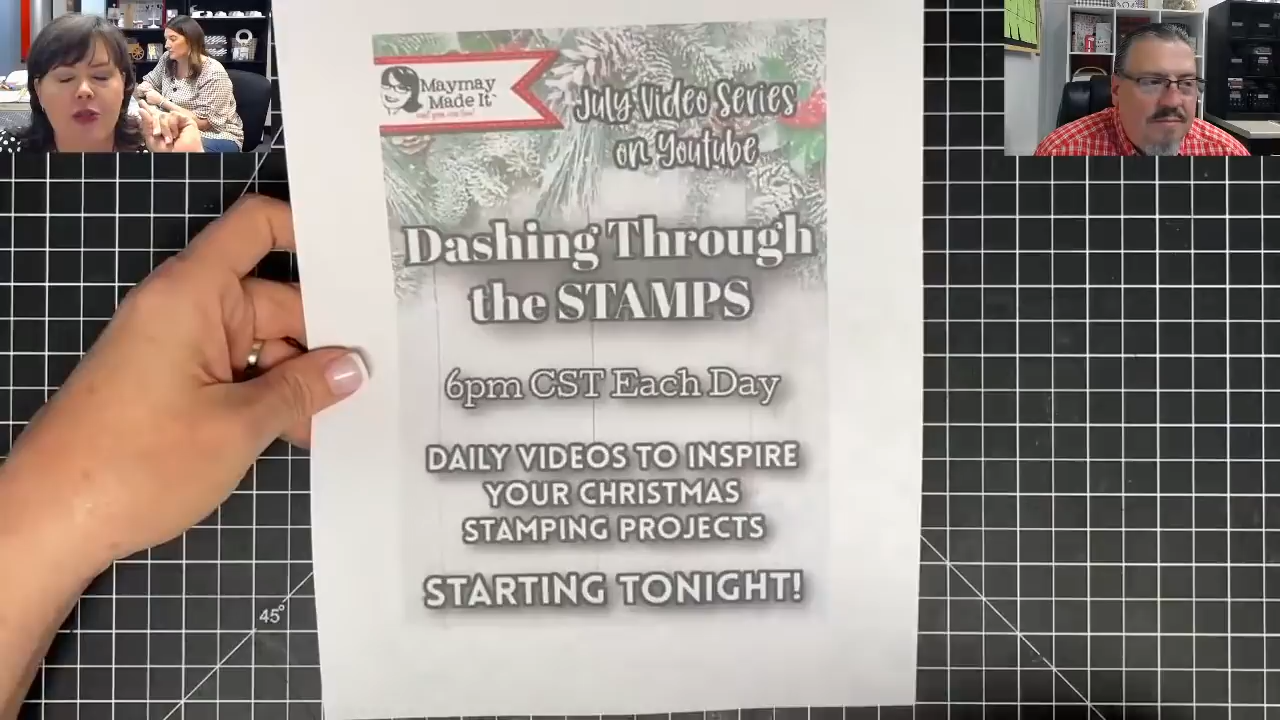 Maymay
Made It
July Video Series
on Youtube
Dashing Through
the STAMPS
6pm CST Each Day
DAILY VIDEOS TO INSPIRE
YOUR CHRISTMAS
STAMPING PROJECTS
STARTING TONIGHT!
45°